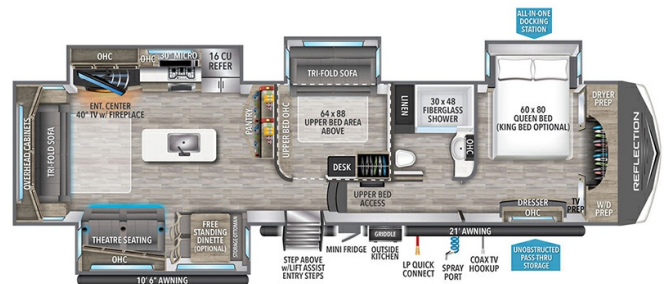 ALL-IN-ONE
DOCKING
STATION
OHC
OHC
30" MICRO
16 CU
REFER
TRI-FOLD SOFA
ENT. CENTER
40" TV w/ FIREPLACE
OVERHEAD CABINETS
TRI-FOLD SOFA
PANTRY
UPPER BED OHC
64 x 88
UPPER BED AREA
ABOVE
LINEN
30 x 48
FIBERGLASS
SHOWER
OHC
60 x 80
QUEEN BED
(KING BED OPTIONAL)
DRYER
PREP
REFLECTION
DESK
UPPER BED
ACCESS
DRESSER
OHC
TV
PREP
W/D
PREP
THEATRE SEATING
OHC
FREE
STANDING
DINETTE
(OPTIONAL)
STORAGE OTTOMAN
10' 6" AWNING
STEP ABOVE
w/LIFT ASSIST
ENTRY STEPS
MINI FRIDGE
GRIDDLE
OUTSIDE
KITCHEN
21' AWNING
LP QUICK
CONNECT
SPRAY
PORT
COAX TV
HOOKUP
UNOBSTRUCTED
PASS-THRU
STORAGE